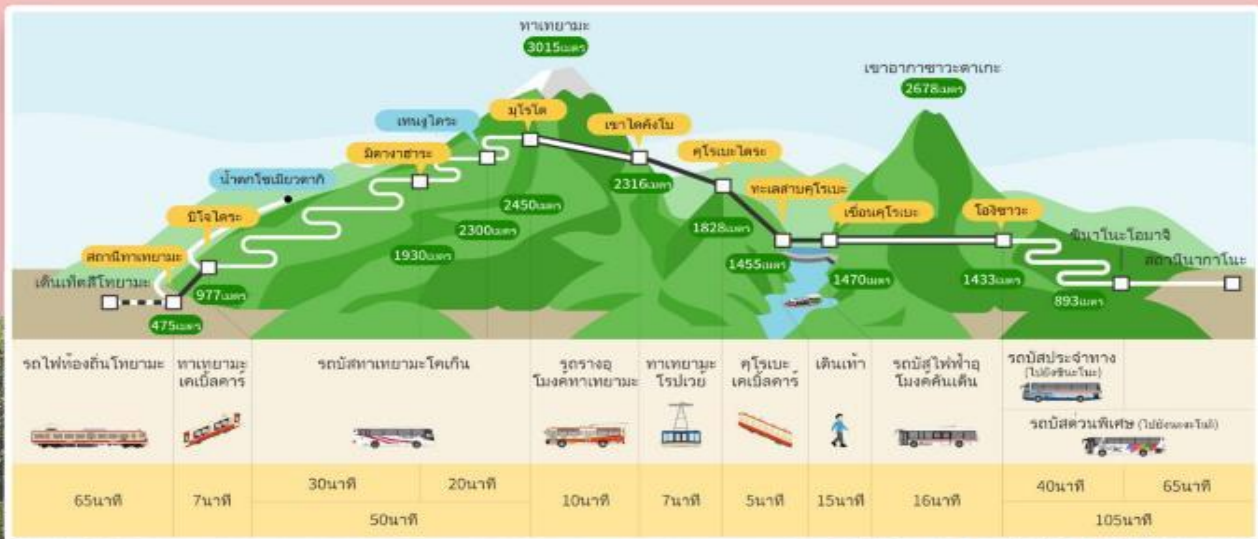 ทาเทยามะ
3015เมตร
เขาอากาซาวะดาเกะ
2678เมตร
มุโรโด
เทนงูไดระ
เขาไดคังโบ
มิดางาฮาระ
คุโรเบะไดระ
น้ำตกโชเมียวดากิ
2316เมตร
ทะเลสาบคุโรเบะ
บิโจไดระ
2450เมตร
เขื่อนคุโรเบะ
โองิซาวะ
2300เมตร
1828เมตร
ชินาโนะโอมาจิ
สถานีทาเทยามะ
1930เมตร
1455เมตร
สถานีนากาโนะ
เด็นเท็ตสึโทยามะ
977เมตร
1470เมตร
1433เมตร
893เมตร
475เมตร
รถไฟท้องถิ่นโทยามะ
ทาเทยามะ
เคเบิ้ลคาร์
รถบัสทาเทยามะโคเก็น
รถรางอุ
โมงค์ทาเทยามะ
ทาเทยามะ
โรปเวย์
คุโรเบะ
เคเบิ้ลคาร์
เดินเท้า
รถบัสไฟฟ้าอุ
โมงค์คันเด็น
รถบัสประจำทาง
(ไปยังชินะโนะ)
รถบัสด่วนพิเศษ
65นาที
7นาที
30นาที
20นาที
50นาที
10นาที
7นาที
5นาที
15นาที
16นาที
40นาที
65นาที
105นาที